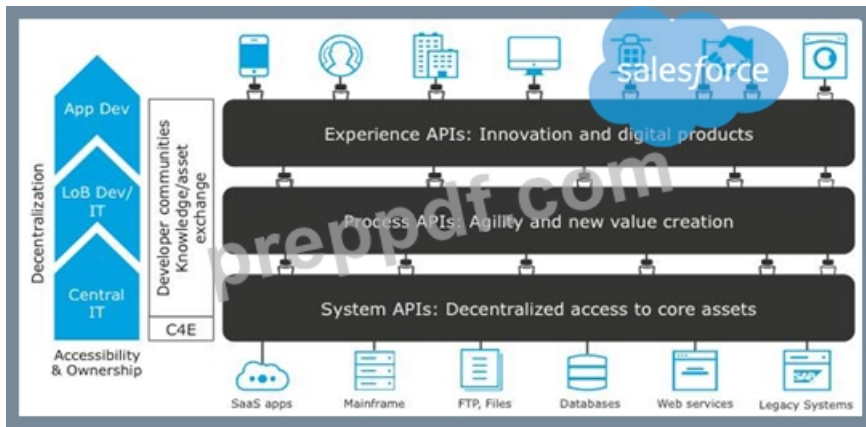 salesforce
App Dev
LoB Dev/
IT
Central
IT
Decentralization
Accessibility
& Ownership
Developer communities
Knowledge/asset
exchange
C4E
Experience APIs: Innovation and digital products
Process APIs: Agility and new value creation
System APIs: Decentralized access to core assets
preppdf.com
SaaS apps
Mainframe
FTP, Files
Databases
Web services
Legacy Systems
SAP